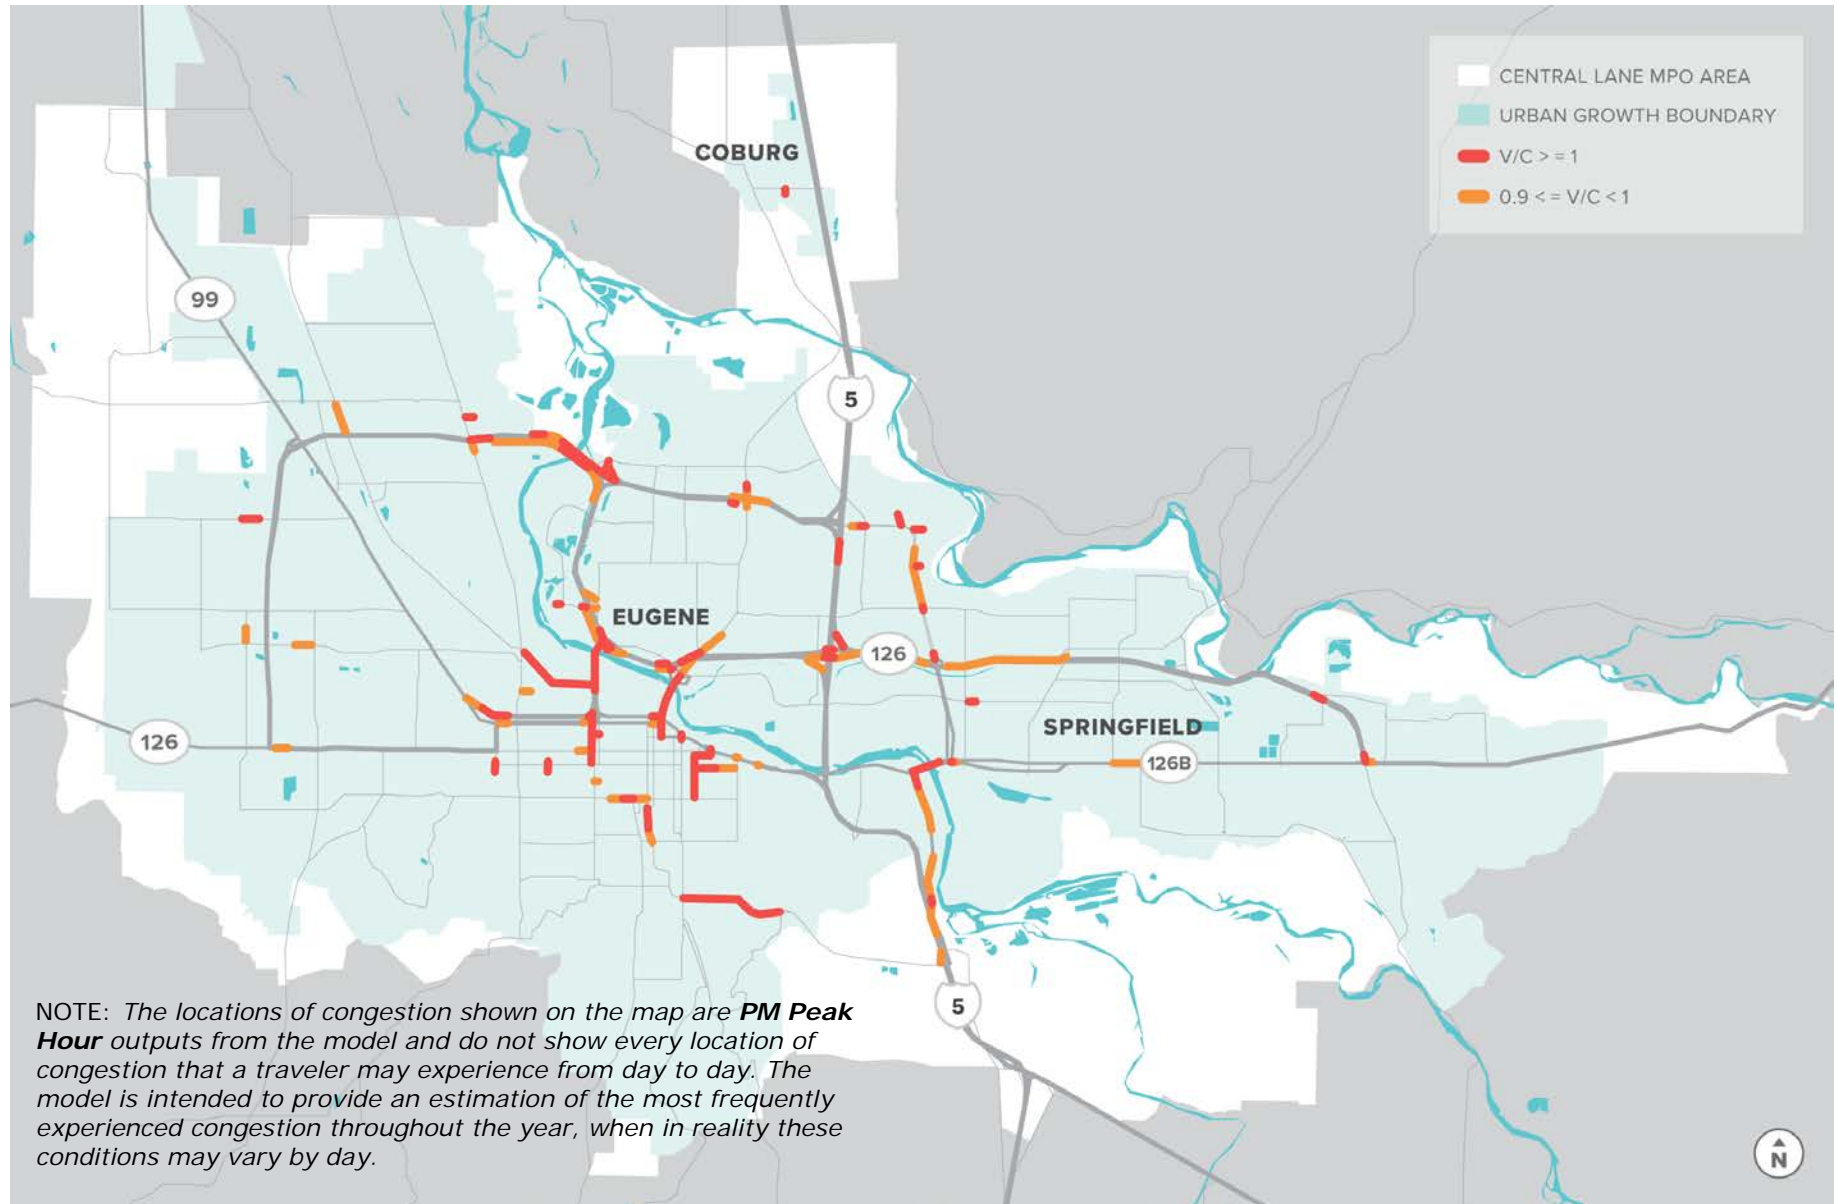 CENTRAL LANE MPO AREA
URBAN GROWTH BOUNDARY
V/C > = 1
0.9 < = V/C < 1
COBURG
99
5
EUGENE
126
SPRINGFIELD
126
126B
5
NOTE: The locations of congestion shown on the map are PM Peak
Hour outputs from the model and do not show every location of
congestion that a traveler may experience from day to day. The
model is intended to provide an estimation of the most frequently
experienced congestion throughout the year, when in reality these
conditions may vary by day.
N